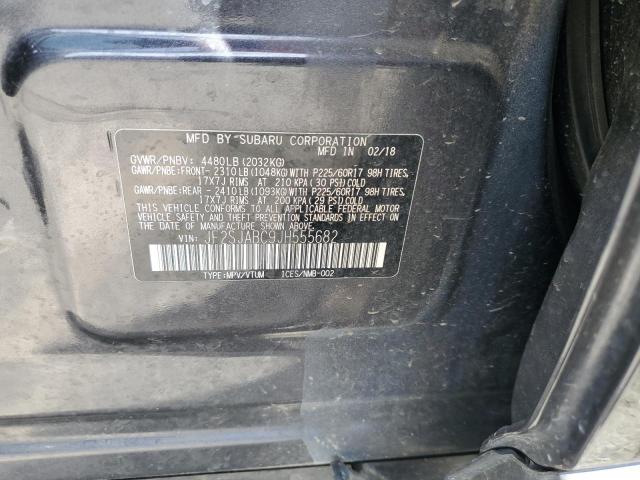 MFD BY SUBARU CORPORATION
MFD IN 02/18
GVWR/PNBV: 4480LB(2032KG)
GAWR/PNBE:FRONT- 2310LB(1048KG)WITH P225/60R17 98H TIRES,
17X7J RIMS AT 210 KPA(30 PSI)COLD
GAWR/PNBE:REAR - 2410LB(1093KG)WITH P225/60R17 98H TIRES,
17X7J RIMS AT 200 KPA(29 PSI)COLD
THIS VEHICLE CONFORMS TO ALL APPLICABLE FEDERAL MOTOR
VEHICLE SAFETY AND THEFT PREVENTION STANDARDS IN EFFECT ON
THE DATE OF MANUFACTURE SHOWN ABOVE.
VIN: JF2SJABC9JH555682
TYPE:MPV/VTUM ICES/NMB-002